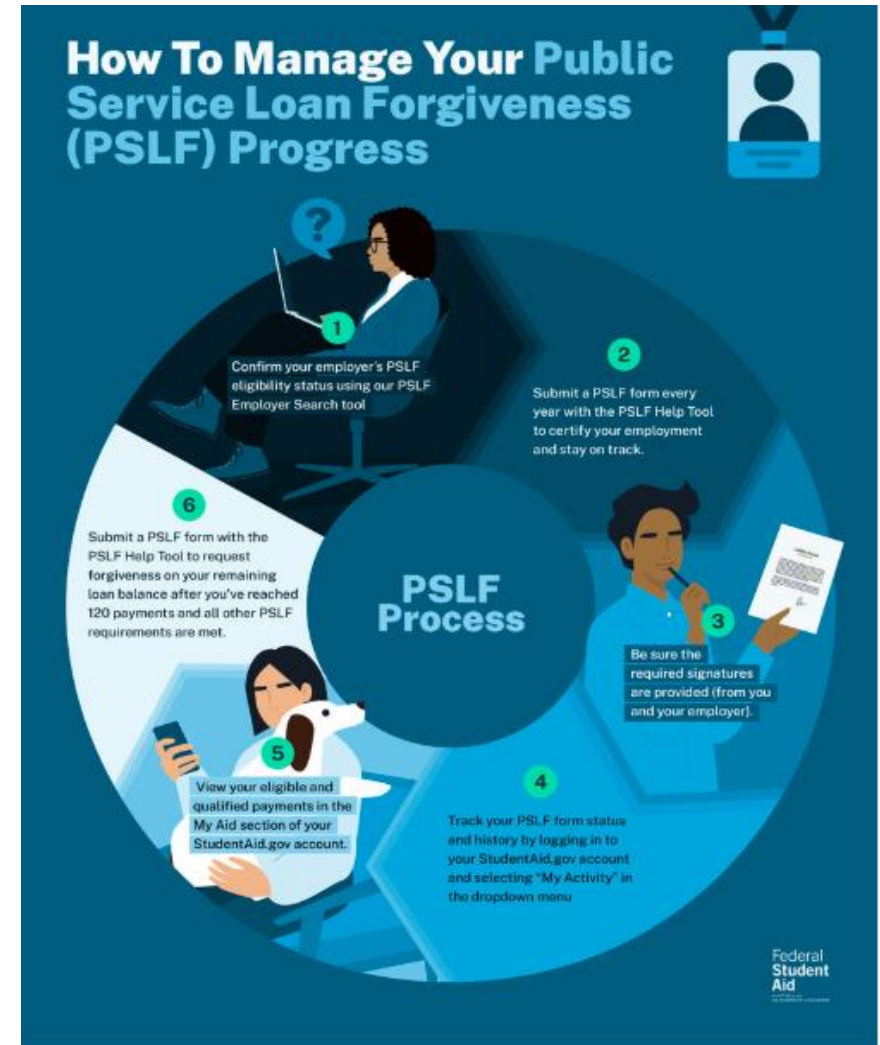 How To Manage Your Public
Service Loan Forgiveness
(PSLF) Progress
?
1
Confirm your employer's PSLF
eligibility status using our PSLF
Employer Search tool
2
Submit a PSLF form every
year with the PSLF Help Tool
to certify your employment
and stay on track.
3
Be sure the
required signatures
are provided (from you
and your employer).
4
Track your PSLF form status
and history by logging in to
your StudentAid.gov account
and selecting "My Activity" in
the dropdown menu
5
View your eligible and
qualified payments in the
My Aid section of your
StudentAid.gov account.
6
Submit a PSLF form with the
PSLF Help Tool to request
forgiveness on your remaining
loan balance after you've reached
120 payments and all other PSLF
requirements are met.
PSLF
Process
Federal
Student
Aid